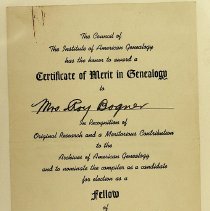 The Council of
The Institute of American Genealogy
has the honor to award a
Certificate of Merit in Genealogy
to
Mrs. Roy Bogner
in Recognition of
Original Research and a Meritorious Contribution
to the
Archives of American Genealogy
and to nominate the compiler as a candidate
for election as a
Fellow
of